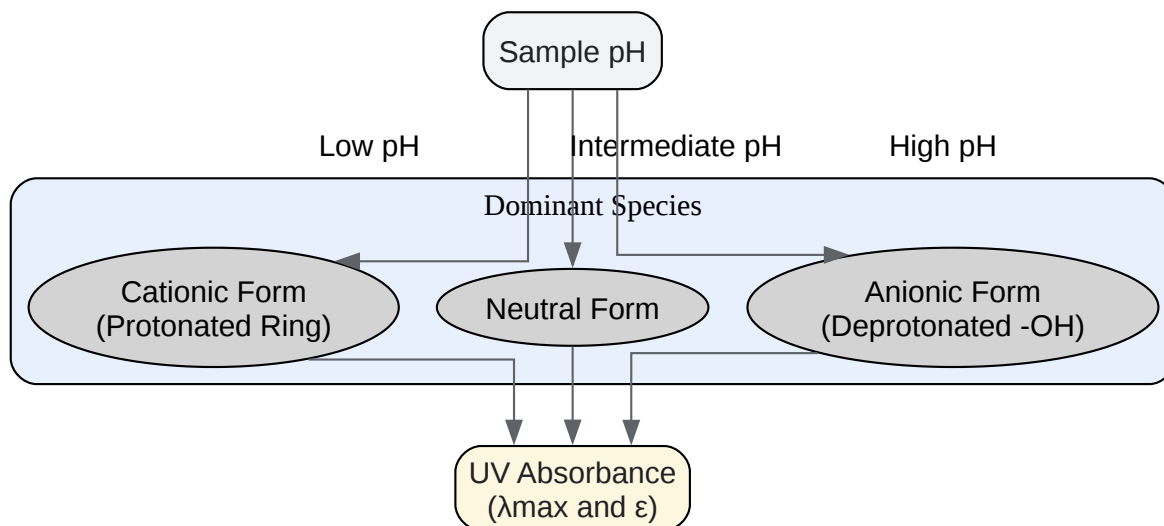 Sample pH
Low pH
Intermediate pH
High pH
Dominant Species
Cationic Form
(Protonated Ring)
Neutral Form
Anionic Form
(Deprotonated -OH)
UV Absorbance
(λmax and ε)